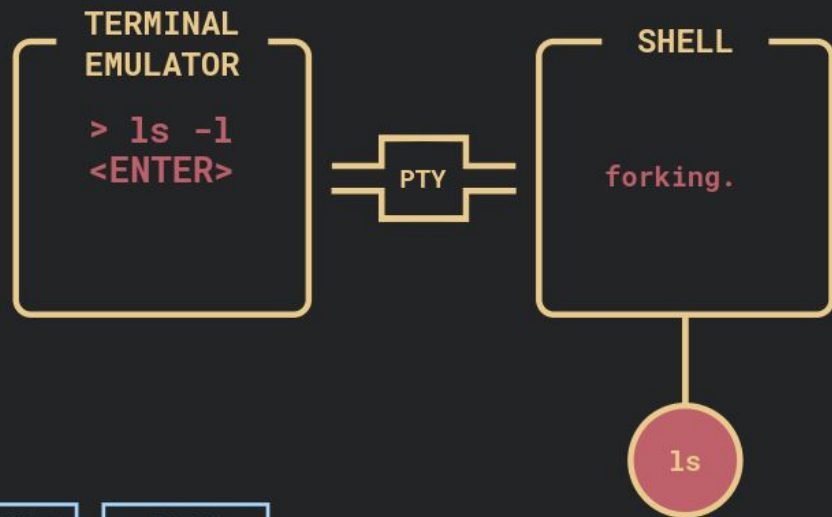 TERMINAL
EMULATOR
> ls -l
<ENTER>
PTY
SHELL
forking.
ls